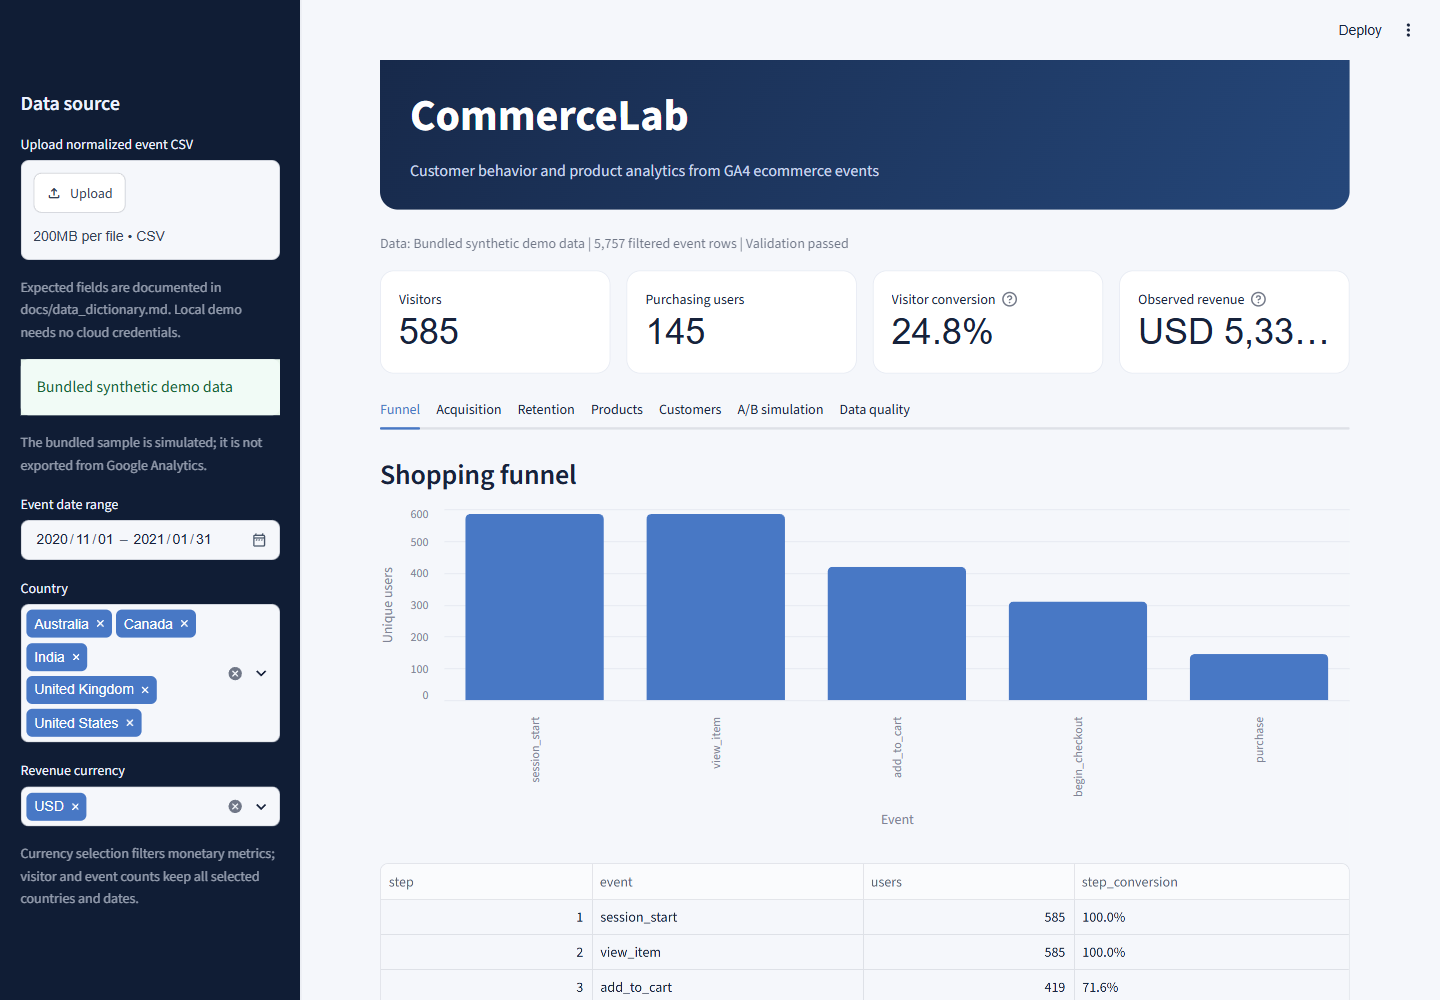 Deploy
Data source
Upload normalized event CSV
Upload
200MB per file • CSV
Expected fields are documented in
docs/data_dictionary.md. Local demo
needs no cloud credentials.
Bundled synthetic demo data
The bundled sample is simulated; it is not
exported from Google Analytics.
Event date range
2020/11/01 – 2021/01/31
Country
Australia × Canada ×
India ×
United Kingdom ×
United States ×
Revenue currency
USD ×
Currency selection filters monetary metrics;
visitor and event counts keep all selected
countries and dates.
CommerceLab
Customer behavior and product analytics from GA4 ecommerce events
Data: Bundled synthetic demo data | 5,757 filtered event rows | Validation passed
Visitors
585
Purchasing users
145
Visitor conversion
24.8%
Observed revenue
USD 5,33...
Funnel Acquisition Retention Products Customers A/B simulation Data quality
Shopping funnel
Unique users
600
500
400
300
200
100
0
session_start
view_item
add_to_cart
begin_checkout
purchase
Event
step event users step_conversion
1 session_start 585 100.0%
2 view_item 585 100.0%
3 add_to_cart 419 71.6%